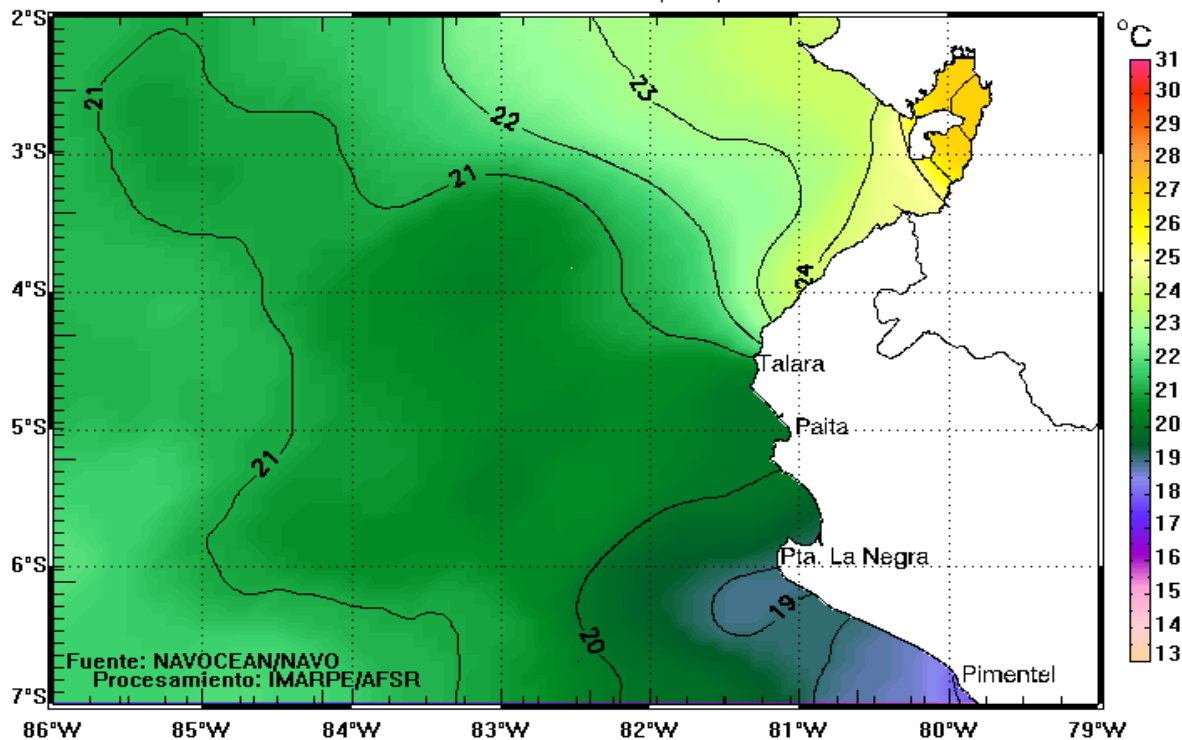 2°S
3°S
4°S
5°S
6°S
7°S
86°W
85°W
84°W
83°W
82°W
81°W
80°W
79°W
21
22
23
21
24
21
20
19
Talara
Paita
Pta. La Negra
Pimentel
Fuente: NAVOCEAN/NAVO
Procesamiento: IMARPE/AFSR
°C
31
30
29
28
27
26
25
24
23
22
21
20
19
18
17
16
15
14
13